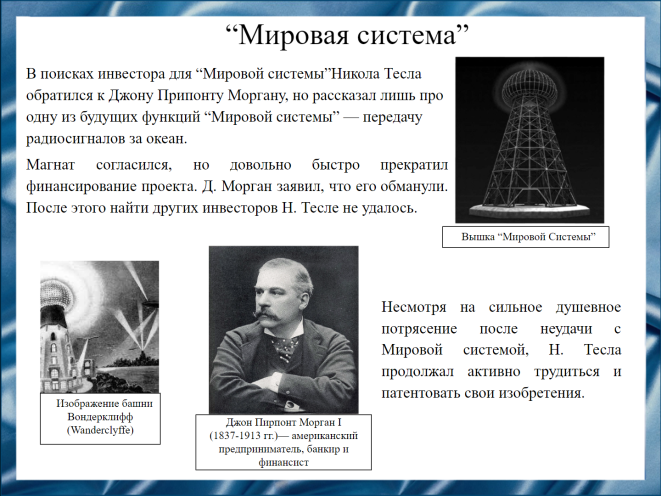 “Мировая система”
В поисках инвестора для “Мировой системы”Никола Тесла
обратился к Джону Припонту Моргану, но рассказал лишь про
одну из будущих функций “Мировой системы” — передачу
радиосигналов за океан.
Магнат согласился, но довольно быстро прекратил
финансирование проекта. Д. Морган заявил, что его обманули.
После этого найти других инвесторов Н. Тесле не удалось.
Вышка “Мировой Системы”
Несмотря на сильное душевное
потрясение после неудачи с
Мировой системой, Н. Тесла
продолжал активно трудиться и
патентовать свои изобретения.
Изображение башни
Вондерклифф
(Wanderclyffe)
Джон Пирпонт Морган I
(1837-1913 гг.)— американский
предприниматель, банкир и
финансист